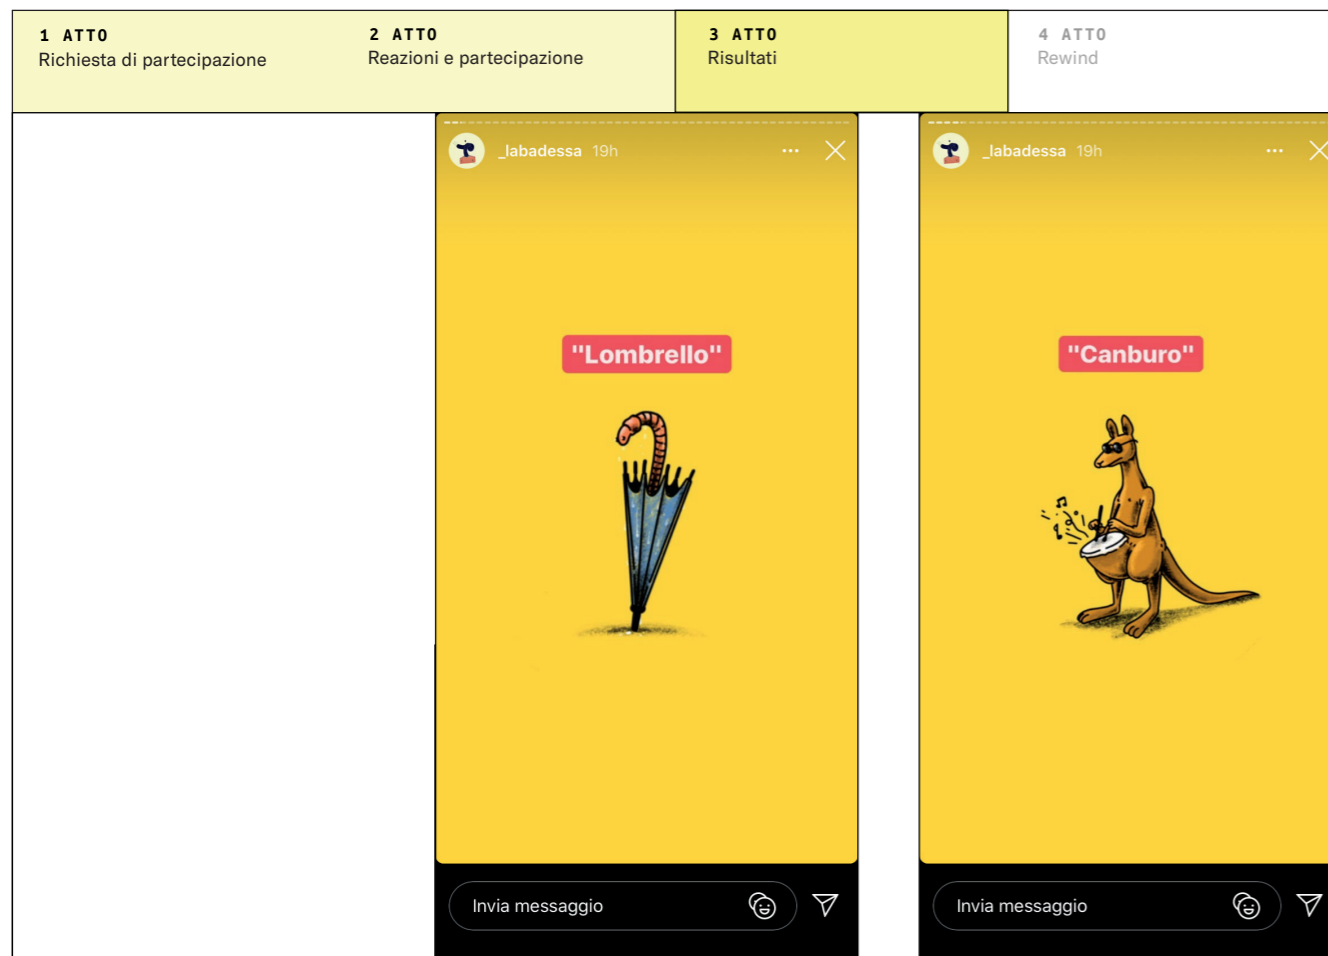 1 ATTO
Richiesta di partecipazione
2 ATTO
Reazioni e partecipazione
3 ATTO
Risultati
4 ATTO
Rewind
_labadessa 19h
"Lombrello"
Invia messaggio
_labadessa 19h
"Canburo"
Invia messaggio